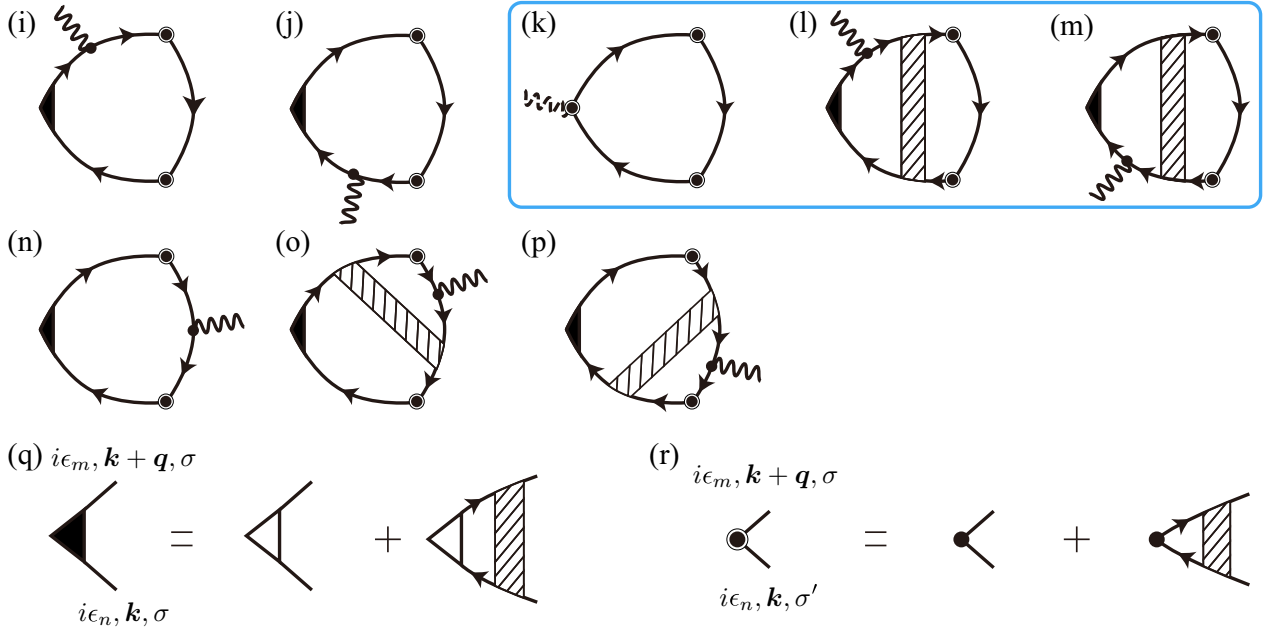 (i) (j) (k) (l) (m)
(n) (o) (p)
(q) iϵₘ, k + q, σ
= +
iϵₙ, k, σ
(r) iϵₘ, k + q, σ
= +
iϵₙ, k, σ′